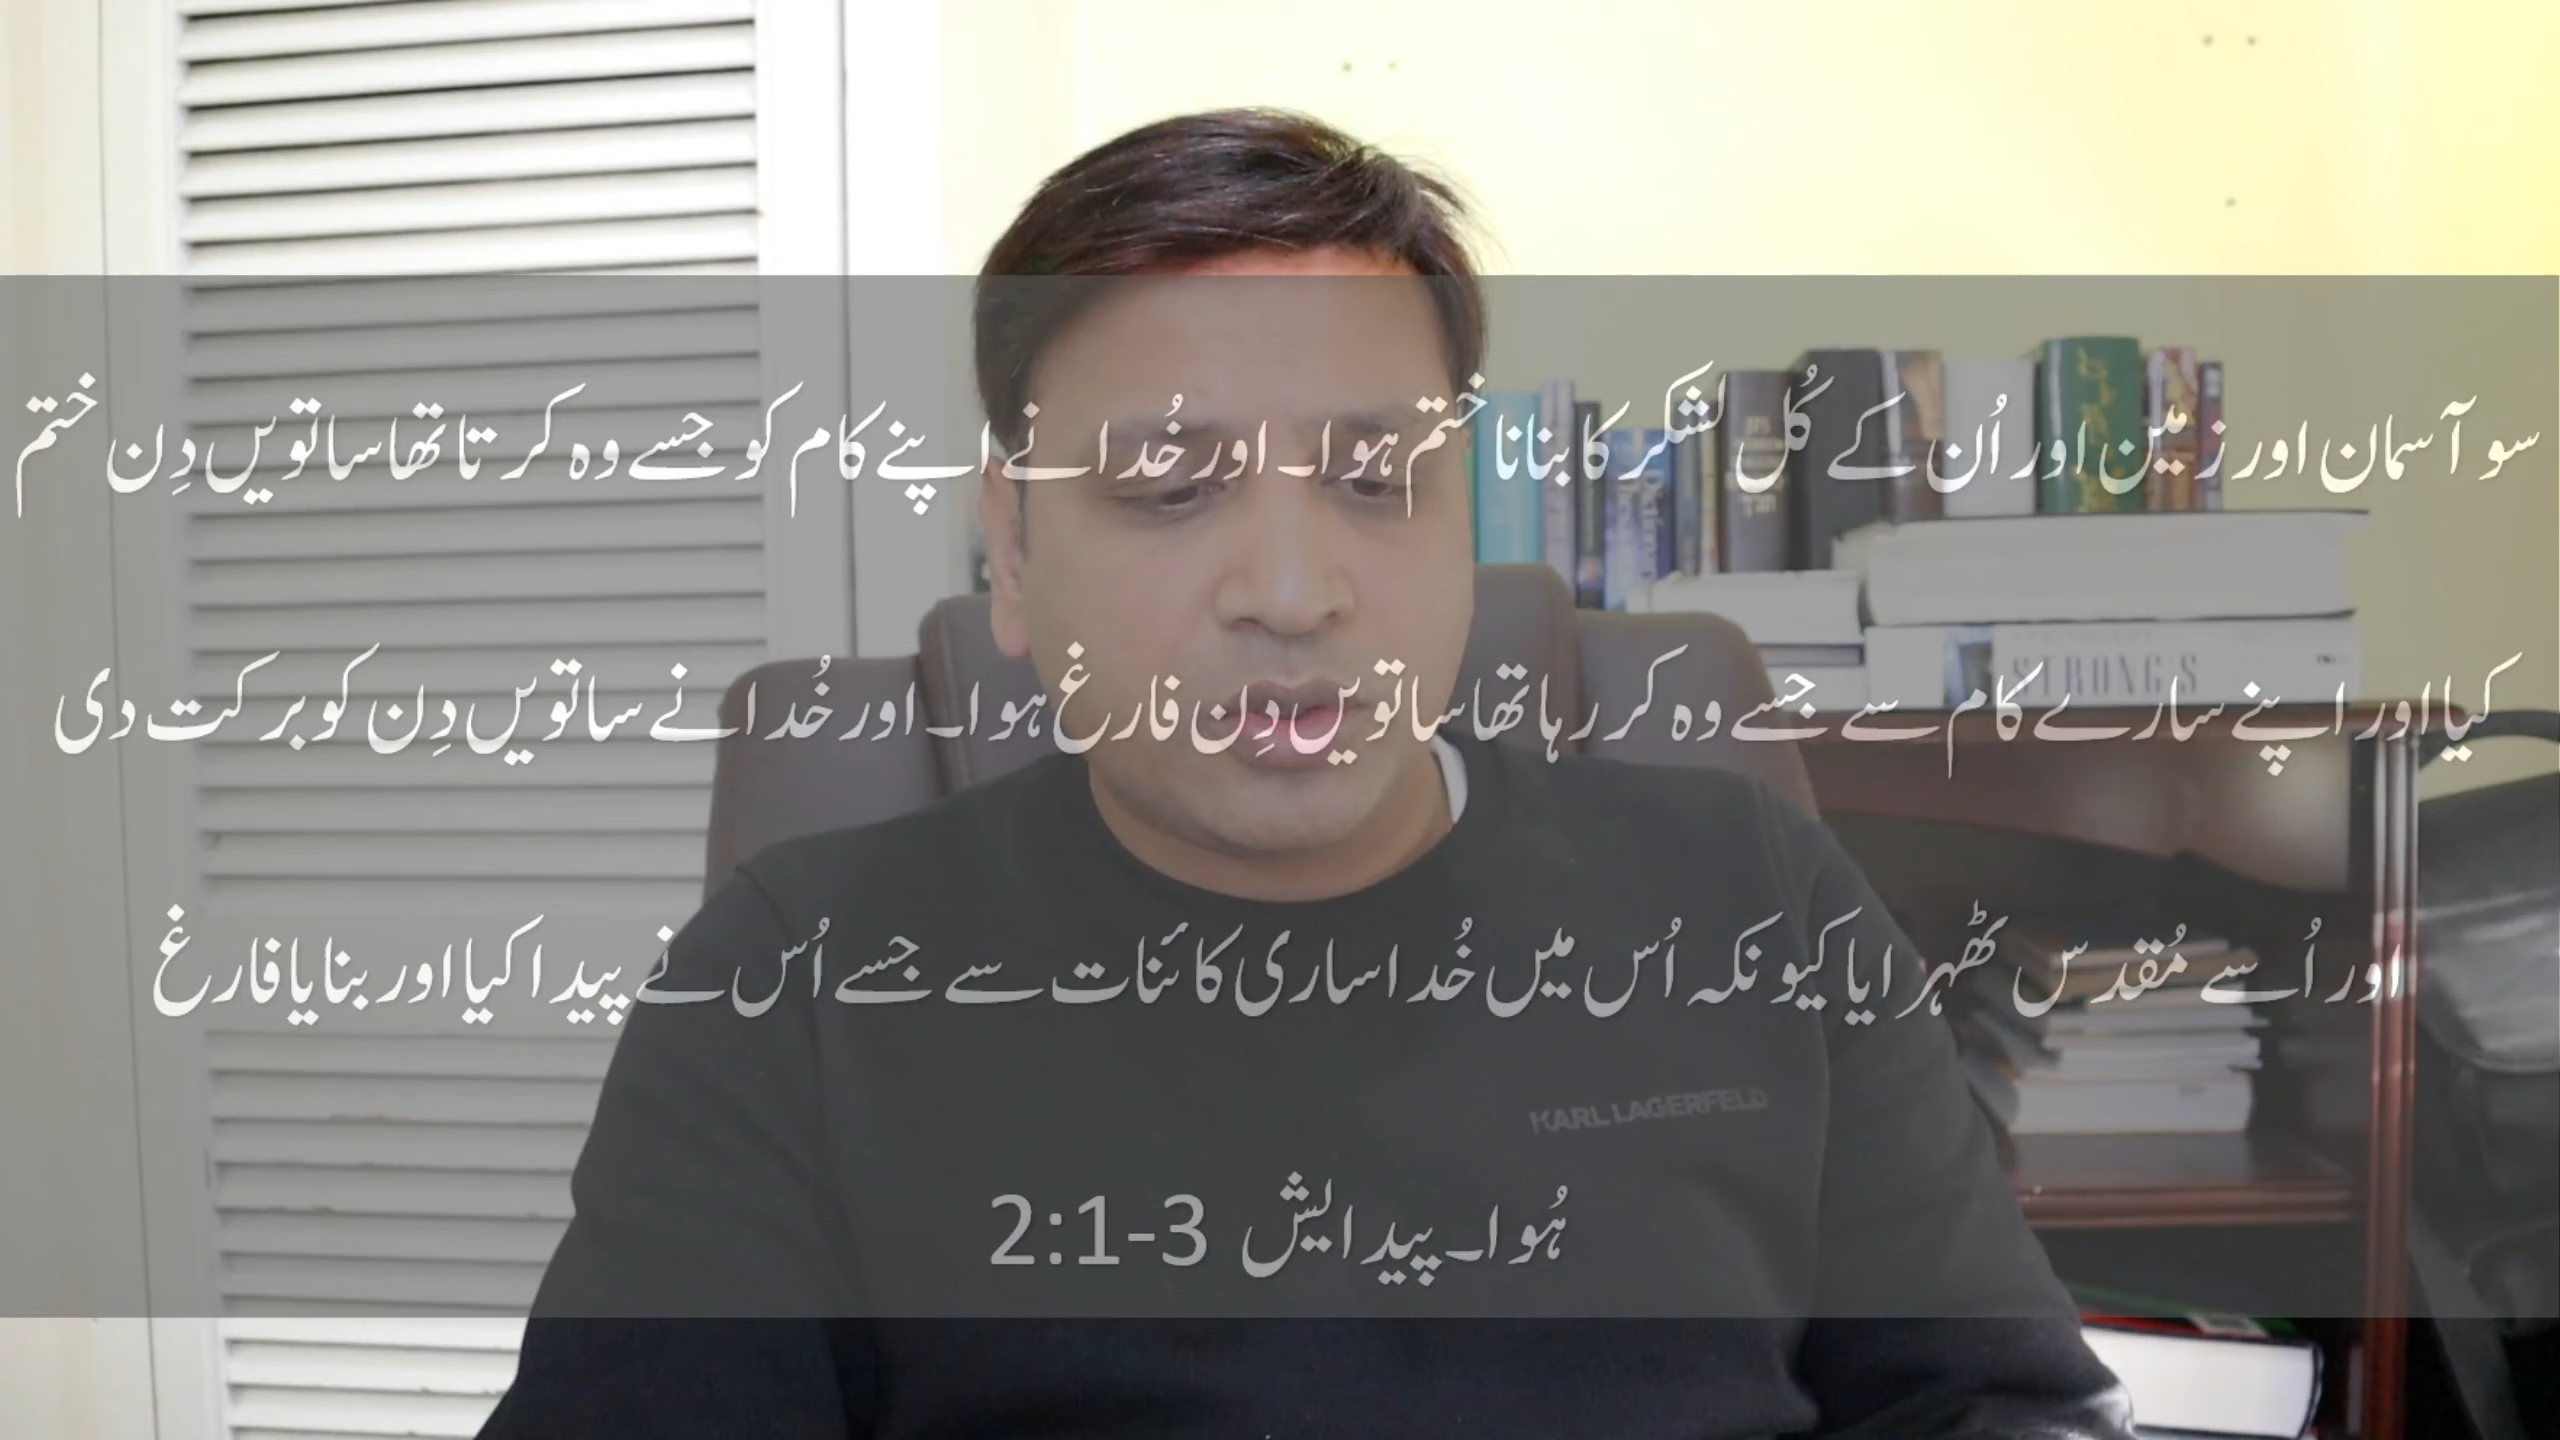 سو آسمان اور زمین اور اُن کے کُل لشکر کا بنانا ختم ہوا۔ اور خُدا نے اپنے کام کو جسے وہ کرتا تھا ساتویں دِن ختم
کیا اور اپنے سارے کام سے جسے وہ کر رہا تھا ساتویں دِن فارغ ہوا۔ اور خُدا نے ساتویں دِن کو برکت دی
اور اُسے مُقدس ٹھہرایا کیونکہ اُس میں خُدا ساری کائنات سے جسے اُس نے پیدا کیا اور بنایا فارغ
ہُوا۔ پیدایش 2:1-3
STRONG'S
KARL LAGERFELD